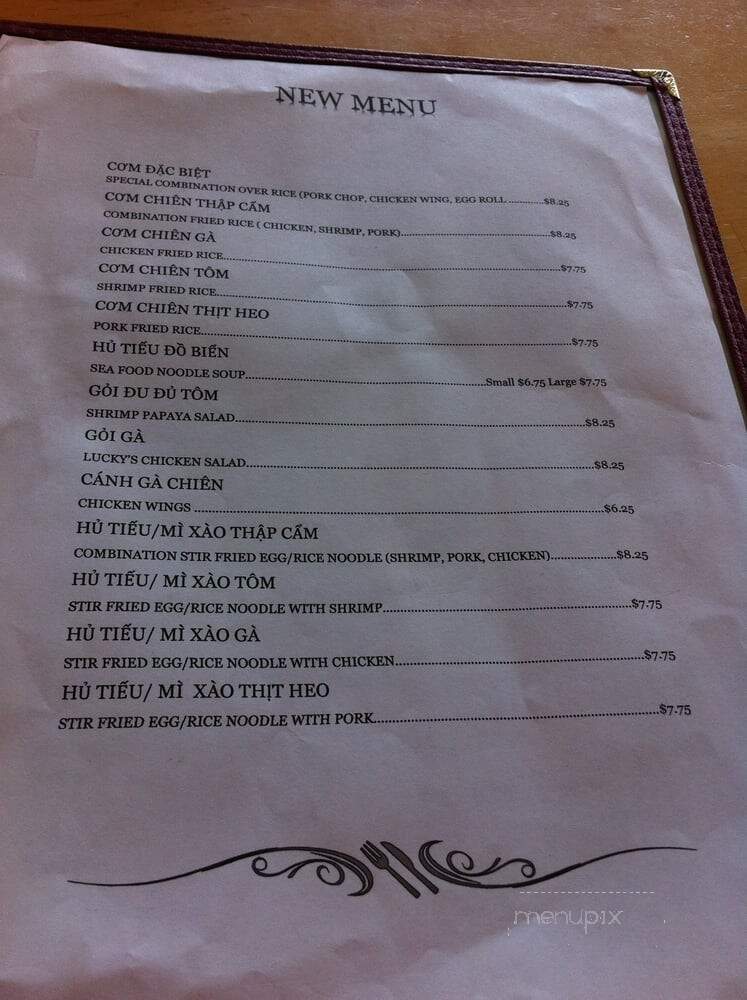 NEW MENU
CƠM ĐẶC BIỆT
SPECIAL COMBINATION OVER RICE (PORK CHOP, CHICKEN WING, EGG ROLL ............$8.25
CƠM CHIÊN THẬP CẨM
COMBINATION FRIED RICE ( CHICKEN, SHRIMP, PORK)..................................................$8.25
CƠM CHIÊN GÀ
CHICKEN FRIED RICE..................................................................................................$7.75
CƠM CHIÊN TÔM
SHRIMP FRIED RICE...................................................................................................$7.75
CƠM CHIÊN THỊT HEO
PORK FRIED RICE......................................................................................................$7.75
HỦ TIẾU ĐỒ BIỂN
SEA FOOD NOODLE SOUP..................................................................Small $6.75 Large $7.75
GỎI ĐU ĐỦ TÔM
SHRIMP PAPAYA SALAD..............................................................................................$8.25
GỎI GÀ
LUCKY'S CHICKEN SALAD...........................................................................................$8.25
CÁNH GÀ CHIÊN
CHICKEN WINGS .......................................................................................................$6.25
HỦ TIẾU/MÌ XÀO THẬP CẨM
COMBINATION STIR FRIED EGG/RICE NOODLE (SHRIMP, PORK, CHICKEN)..................$8.25
HỦ TIẾU/ MÌ XÀO TÔM
STIR FRIED EGG/RICE NOODLE WITH SHRIMP...............................................................$7.75
HỦ TIẾU/ MÌ XÀO GÀ
STIR FRIED EGG/RICE NOODLE WITH CHICKEN.............................................................$7.75
HỦ TIẾU/ MÌ XÀO THỊT HEO
STIR FRIED EGG/RICE NOODLE WITH PORK...................................................................$7.75
menupix